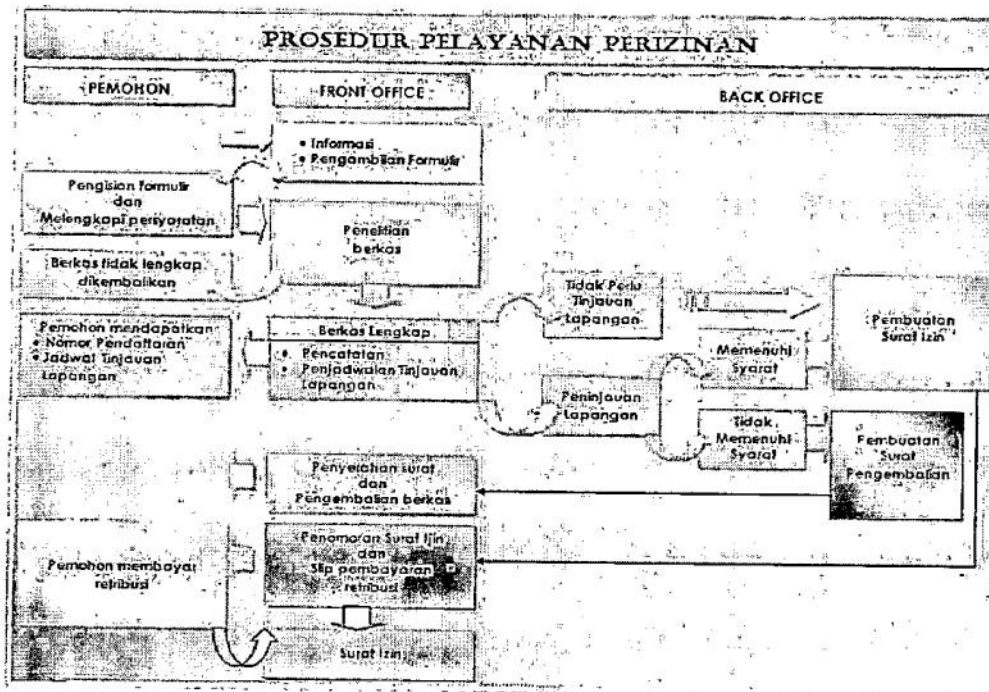 PROSEDUR PELAYANAN PERIZINAN
PEMOHON
FRONT OFFICE
BACK OFFICE
• Informasi
• Pengambilan Formulir
Pengisian formulir
dan
Melengkapi persyaratan
Penelitian
berkas
Berkas tidak lengkap
dikembalikan
Tidak Perlu
Tinjauan
Lapangan
Pembuatan
Surat Izin
Pemohon mendapatkan
• Nomor Pendaftaran
• Jadwal Tinjauan
Lapangan
Berkas Lengkap
• Pencatatan
• Penjadwalan Tinjauan
Lapangan
Memenuhi
Syarat
Peninjauan
Lapangan
Tidak
Memenuhi
Syarat
Pembuatan
Surat
Pengembalian
Penyerahan surat
dan
Pengembalian berkas
Pemohon membayar
retribusi
Penomoran Surat Ijin
dan
Slip pembayaran
retribusi
Surat Izin